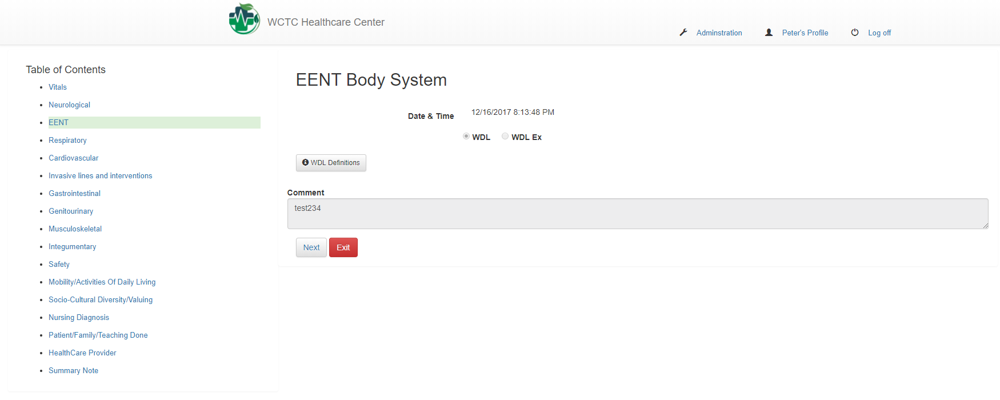 WCTC Healthcare Center
Adminstration
Peter's Profile
Log off
Table of Contents
Vitals
Neurological
EENT
Respiratory
Cardiovascular
Invasive lines and interventions
Gastrointestinal
Genitourinary
Musculoskeletal
Integumentary
Safety
Mobility/Activities Of Daily Living
Socio-Cultural Diversity/Valuing
Nursing Diagnosis
Patient/Family/Teaching Done
HealthCare Provider
Summary Note
EENT Body System
Date & Time 12/16/2017 8:13:48 PM
WDL WDL Ex
WDL Definitions
Comment
test234
Next Exit